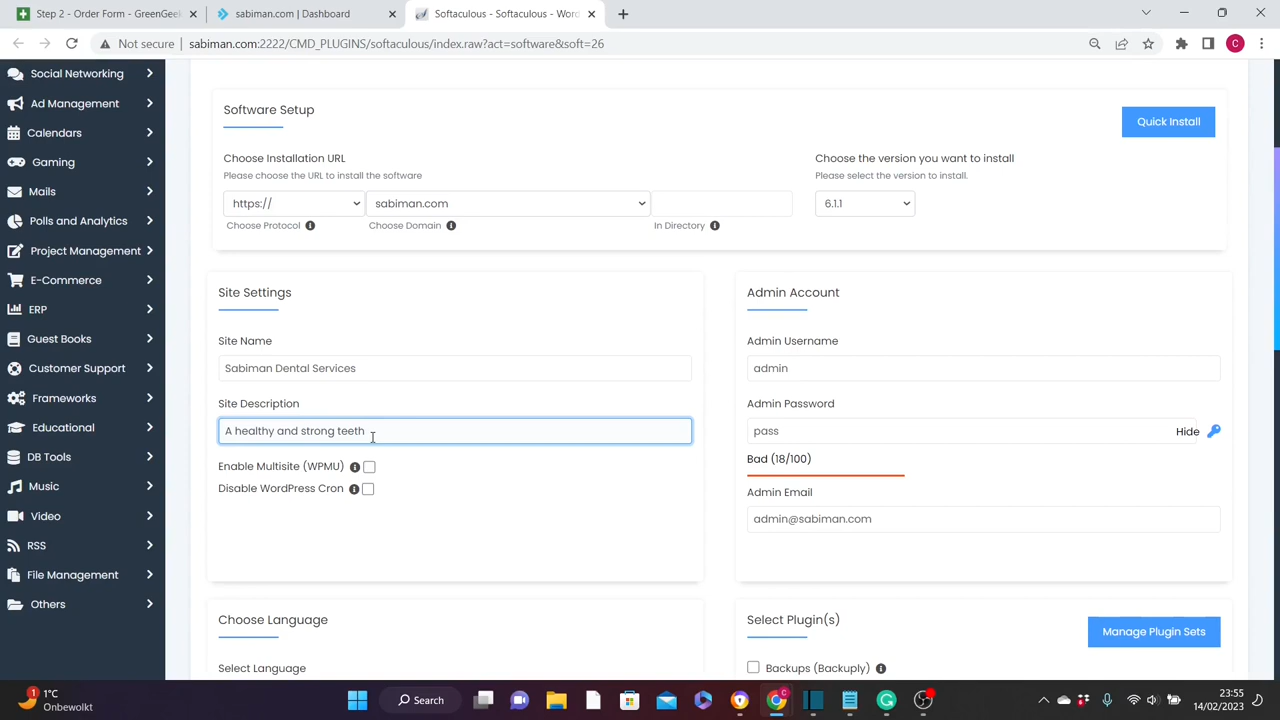 Step 2 - Order Form - GreenGeek
sabiman.com | Dashboard
Softaculous - Softaculous - Wor
Not secure
sabiman.com:2222/CMD_PLUGINS/softaculous/index.raw?act=software&soft=26
C
Social Networking
Ad Management
Calendars
Gaming
Mails
Polls and Analytics
Project Management
E-Commerce
ERP
Guest Books
Customer Support
Frameworks
Educational
DB Tools
Music
Video
RSS
File Management
Others
Software Setup
Quick Install
Choose Installation URL
Please choose the URL to install the software
https://
sabiman.com
Choose Protocol
Choose Domain
In Directory
Choose the version you want to install
Please select the version to install.
6.1.1
Site Settings
Site Name
Sabiman Dental Services
Site Description
A healthy and strong teeth
Enable Multisite (WPMU)
Disable WordPress Cron
Admin Account
Admin Username
admin
Admin Password
pass
Hide
Bad (18/100)
Admin Email
admin@sabiman.com
Choose Language
Select Language
Select Plugin(s)
Manage Plugin Sets
Backups (Backuply)
1
1°C
Onbewolkt
Search
23:55
14/02/2023